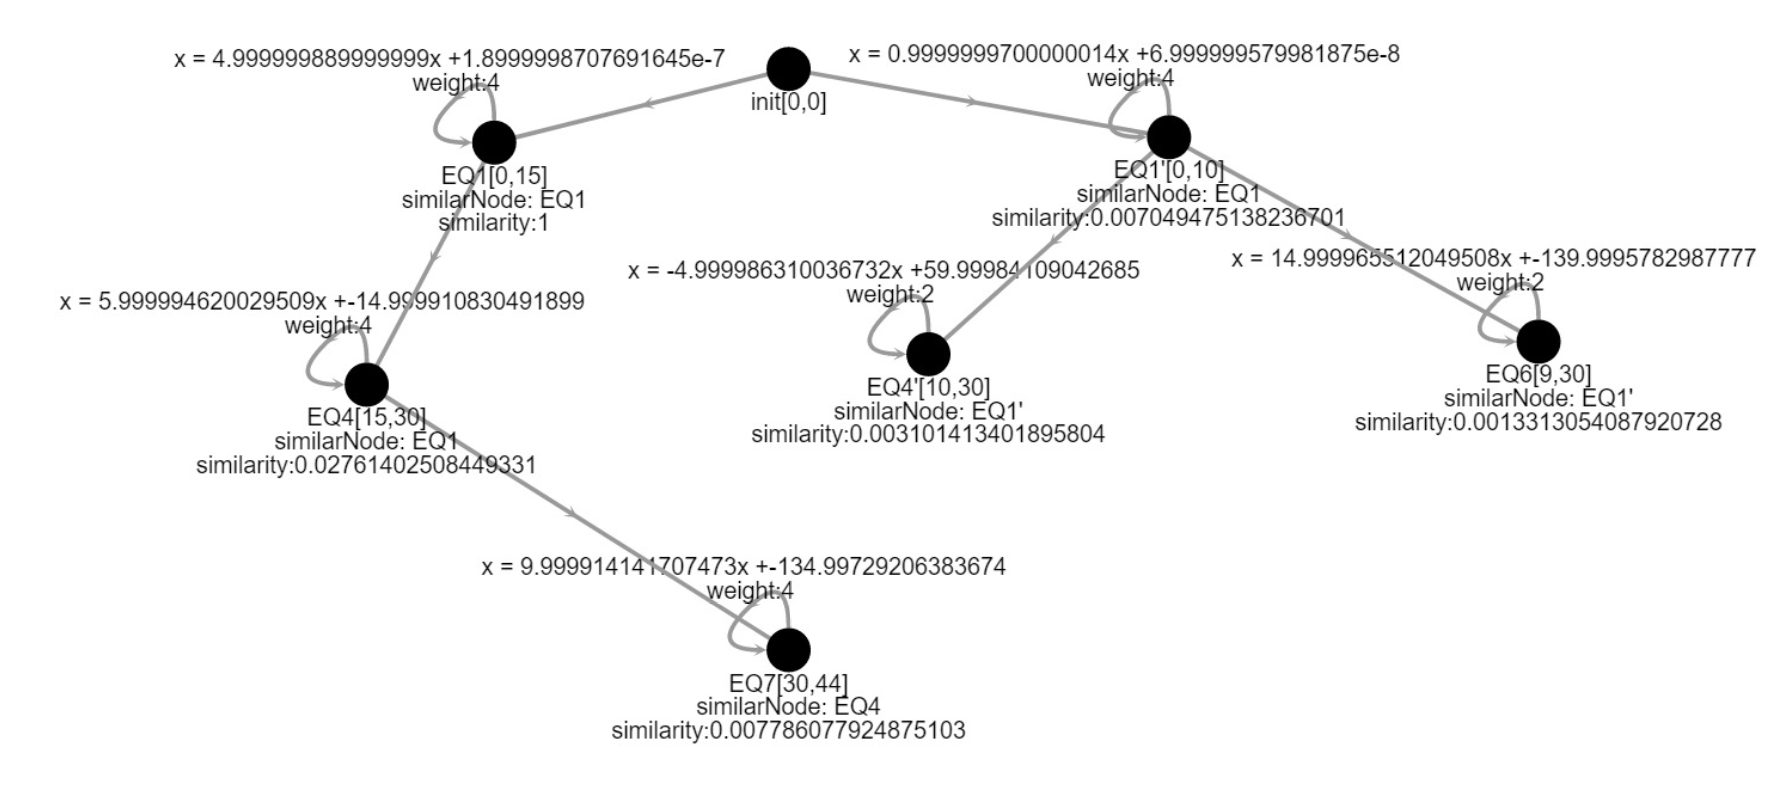 x = 4.999999889999999x +1.8999998707691645e-7
weight:4
init[0,0]
x = 0.9999999700000014x +6.999999579981875e-8
weight:4
EQ1[0,15]
similarNode: EQ1
similarity:1
EQ1'[0,10]
similarNode: EQ1
similarity:0.007049475138236701
x = 5.999994620029509x +-14.999910830491899
weight:4
x = -4.999986310036732x +59.99984109042685
weight:2
x = 14.999965512049508x +-139.9995782987777
weight:2
EQ4[15,30]
similarNode: EQ1
similarity:0.02761402508449331
EQ4'[10,30]
similarNode: EQ1'
similarity:0.003101413401895804
EQ6[9,30]
similarNode: EQ1'
similarity:0.0013313054087920728
x = 9.999914141707473x +-134.99729206383674
weight:4
EQ7[30,44]
similarNode: EQ4
similarity:0.007786077924875103